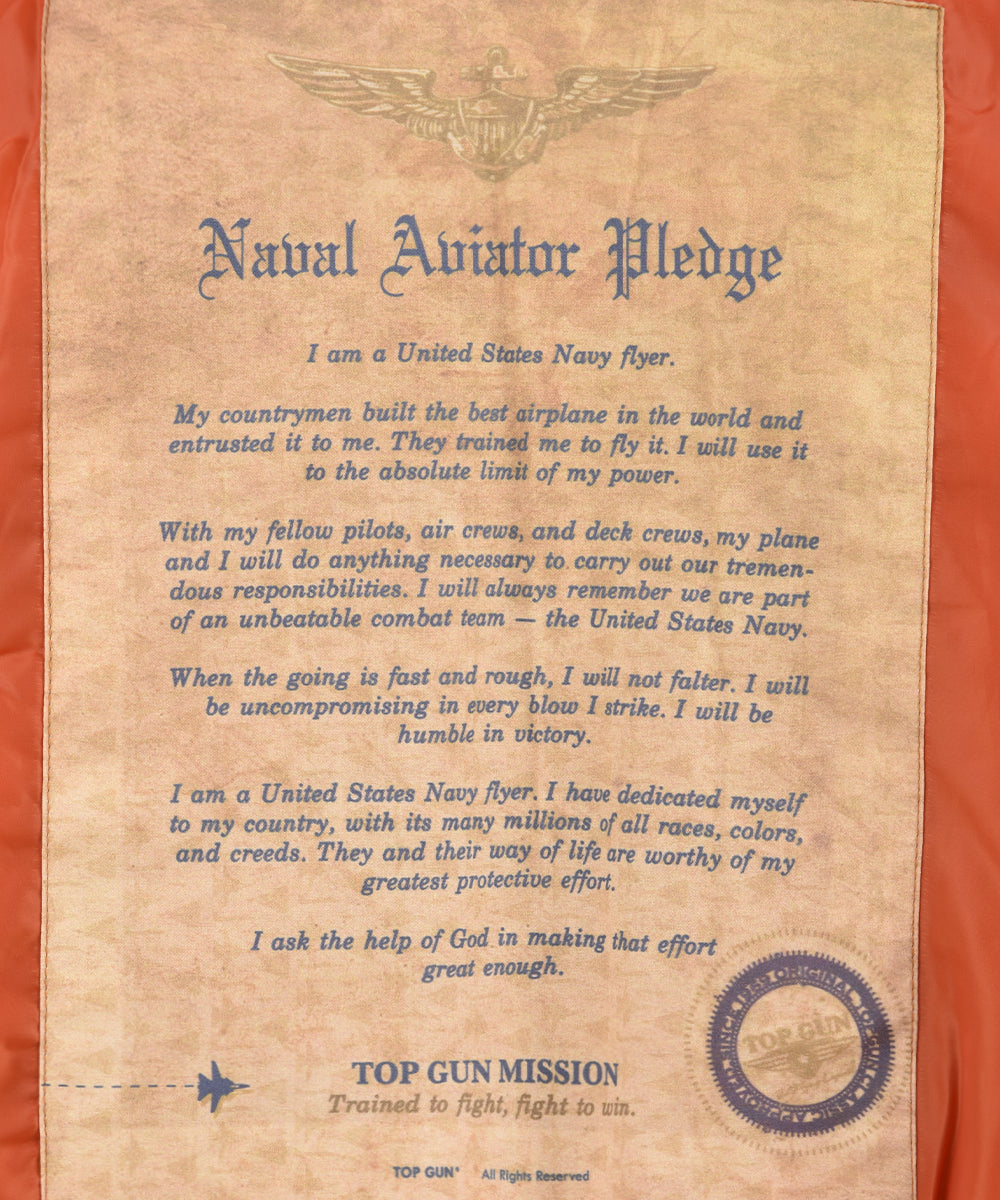 Naval Aviator Pledge
I am a United States Navy flyer.
My countrymen built the best airplane in the world and
entrusted it to me. They trained me to fly it. I will use it
to the absolute limit of my power.
With my fellow pilots, air crews, and deck crews, my plane
and I will do anything necessary to carry out our tremen-
dous responsibilities. I will always remember we are part
of an unbeatable combat team — the United States Navy.
When the going is fast and rough, I will not falter. I will
be uncompromising in every blow I strike. I will be
humble in victory.
I am a United States Navy flyer. I have dedicated myself
to my country, with its many millions of all races, colors,
and creeds. They and their way of life are worthy of my
greatest protective effort.
I ask the help of God in making that effort
great enough.
SINCE ORIGINAL TOP GUN CLASSIC APPROVED
TOP GUN
TOP GUN MISSION
Trained to fight, fight to win.
TOP GUN All Rights Reserved